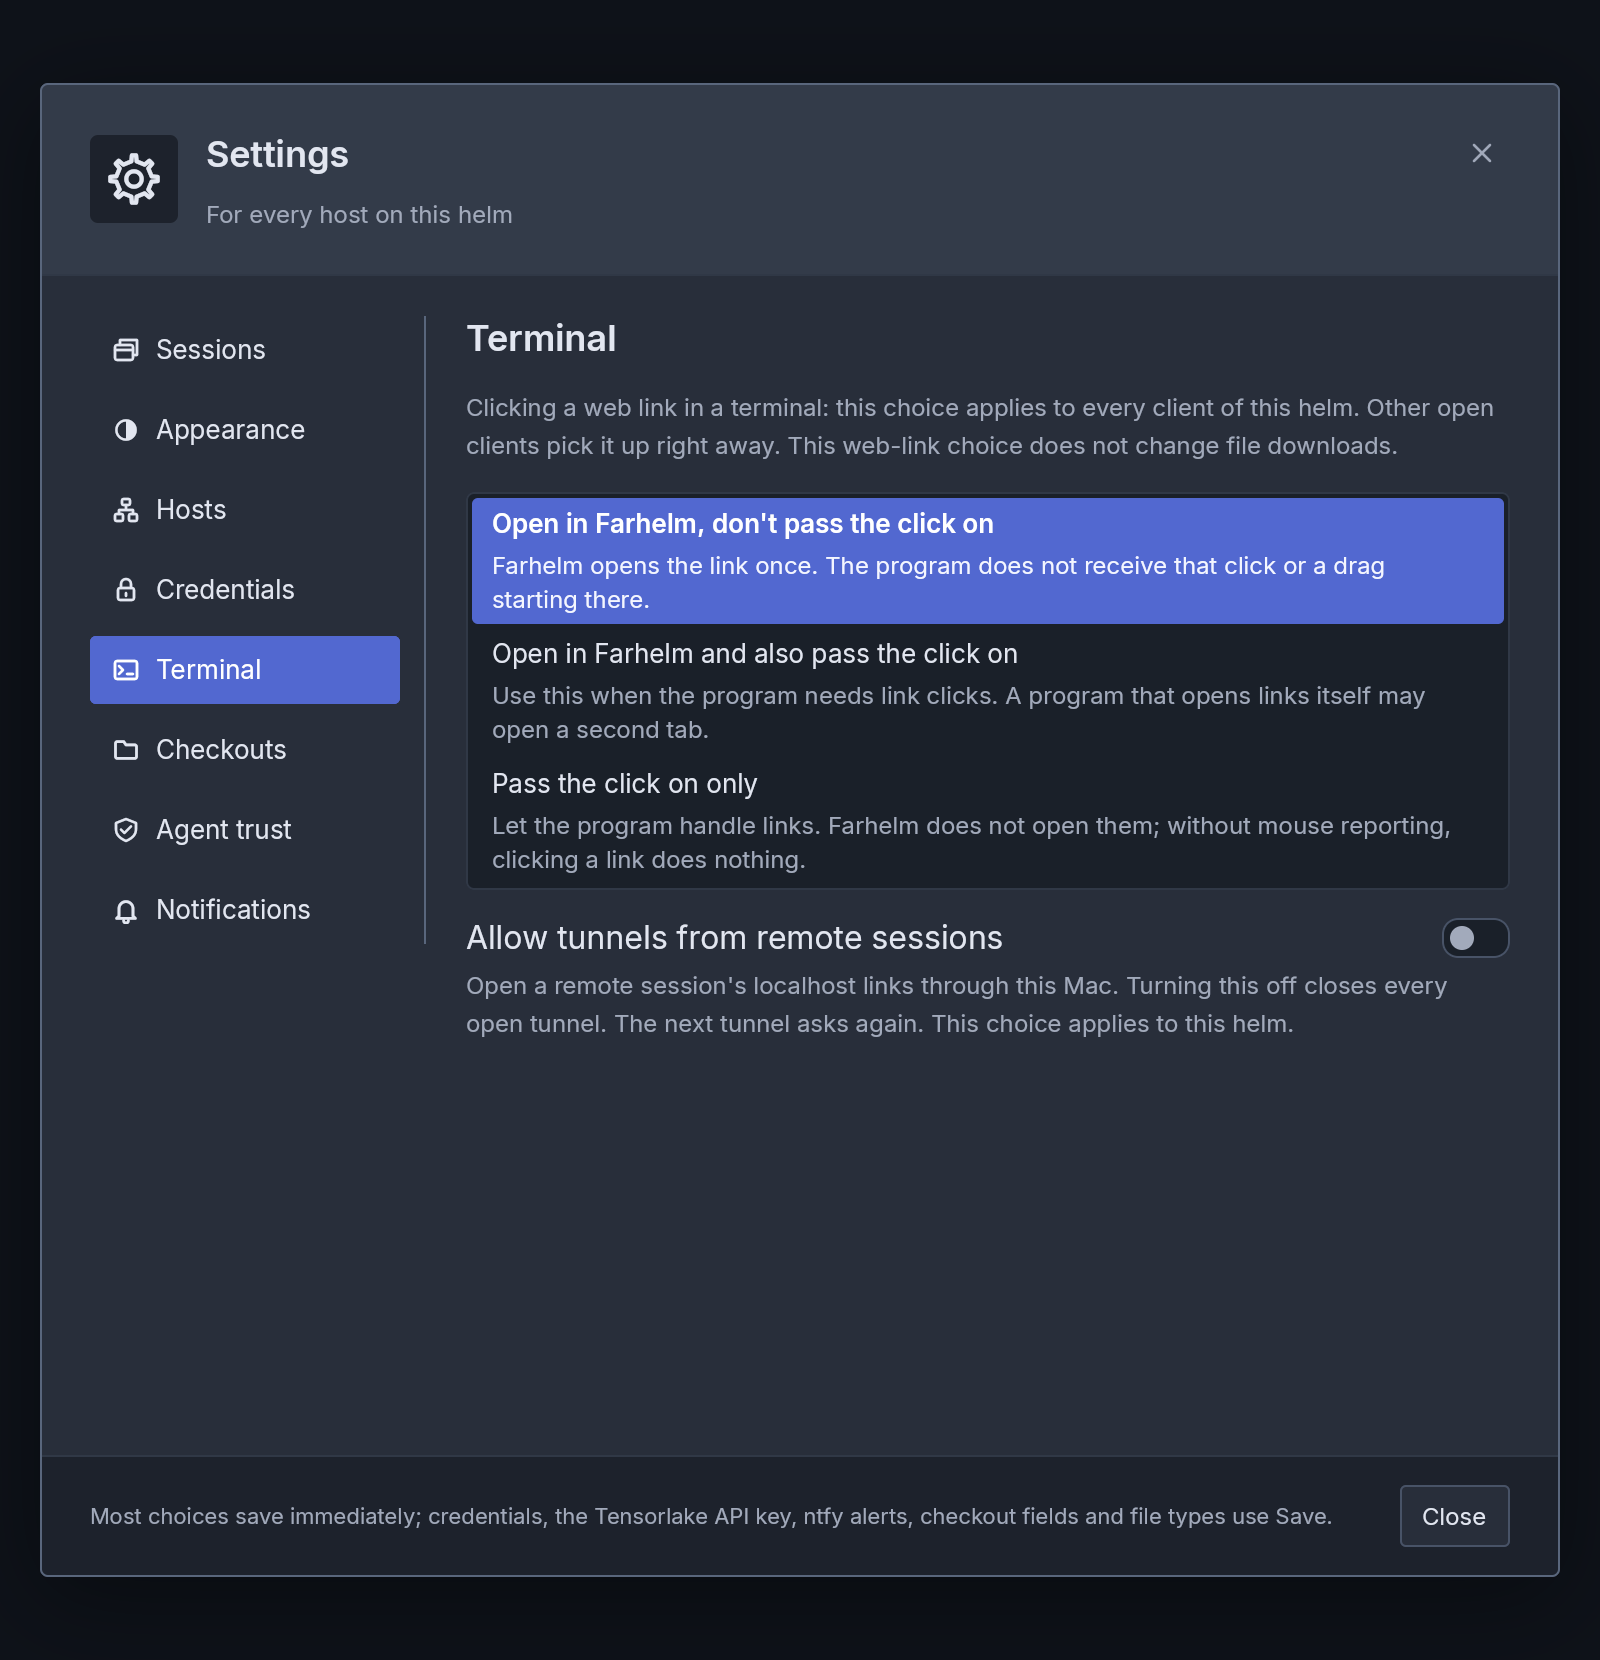 Settings
For every host on this helm
Sessions
Appearance
Hosts
Credentials
Terminal
Checkouts
Agent trust
Notifications
Terminal
Clicking a web link in a terminal: this choice applies to every client of this helm. Other open
clients pick it up right away. This web-link choice does not change file downloads.
Open in Farhelm, don't pass the click on
Farhelm opens the link once. The program does not receive that click or a drag
starting there.
Open in Farhelm and also pass the click on
Use this when the program needs link clicks. A program that opens links itself may
open a second tab.
Pass the click on only
Let the program handle links. Farhelm does not open them; without mouse reporting,
clicking a link does nothing.
Allow tunnels from remote sessions
Open a remote session's localhost links through this Mac. Turning this off closes every
open tunnel. The next tunnel asks again. This choice applies to this helm.
Most choices save immediately; credentials, the Tensorlake API key, ntfy alerts, checkout fields and file types use Save.
Close